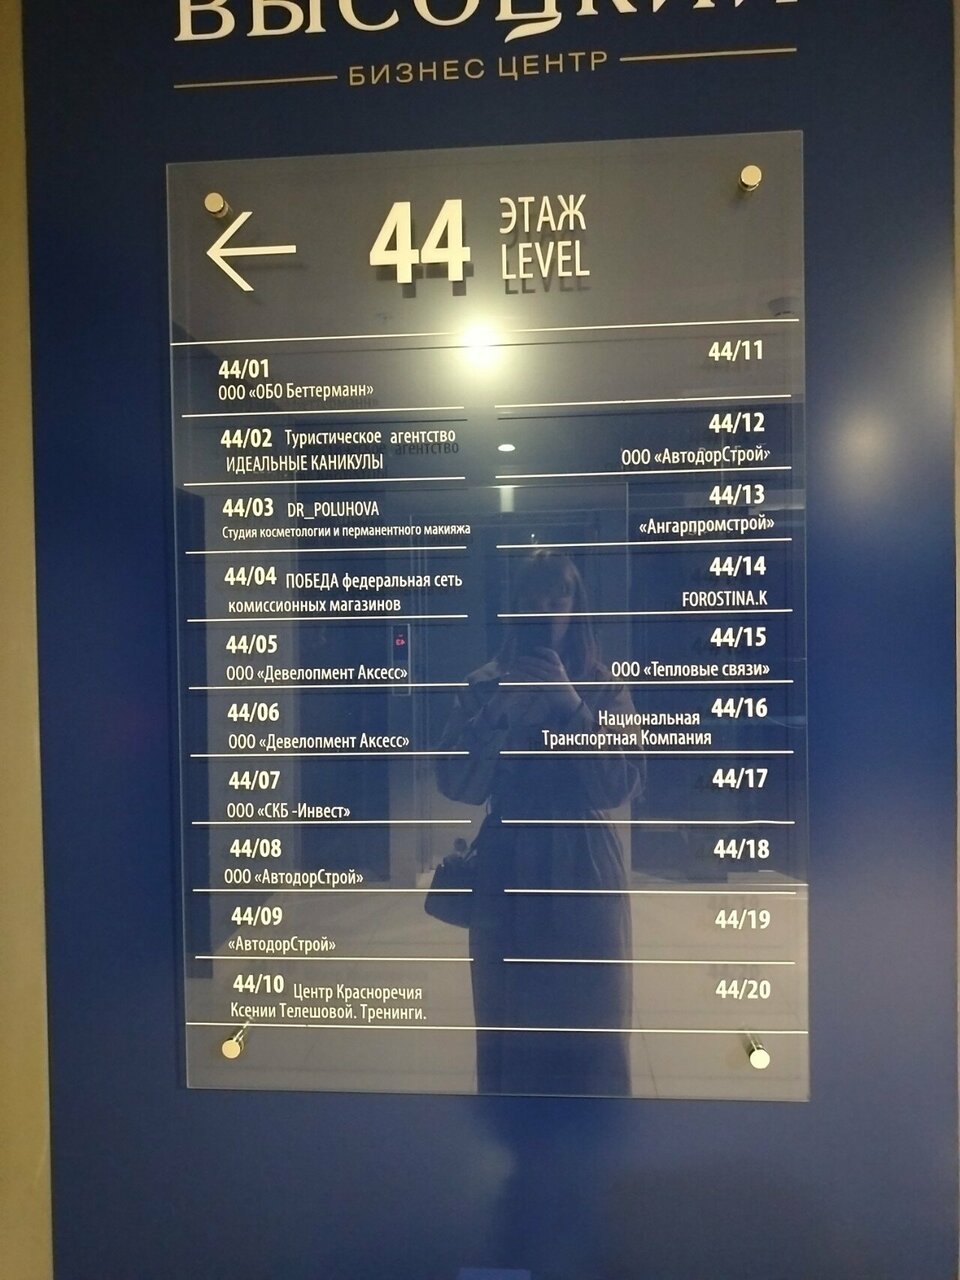 ВЫСОЦКИЙ
БИЗНЕС ЦЕНТР
44 ЭТАЖ
LEVEL
44/01
ООО «ОБО Беттерманн»
44/02 Туристическое агентство
ИДЕАЛЬНЫЕ КАНИКУЛЫ
44/03 DR_POLUHOVA
Студия косметологии и перманентного макияжа
44/04 ПОБЕДА федеральная сеть
комиссионных магазинов
44/05
ООО «Девелопмент Аксесс»
44/06
ООО «Девелопмент Аксесс»
44/07
ООО «СКБ -Инвест»
44/08
ООО «АвтодорСтрой»
44/09
«АвтодорСтрой»
44/10 Центр Красноречия
Ксении Телешовой. Тренинги.
44/11
44/12
ООО «АвтодорСтрой»
44/13
«Ангарпромстрой»
44/14
FOROSTINA.K
44/15
ООО «Тепловые связи»
Национальная 44/16
Транспортная Компания
44/17
44/18
44/19
44/20